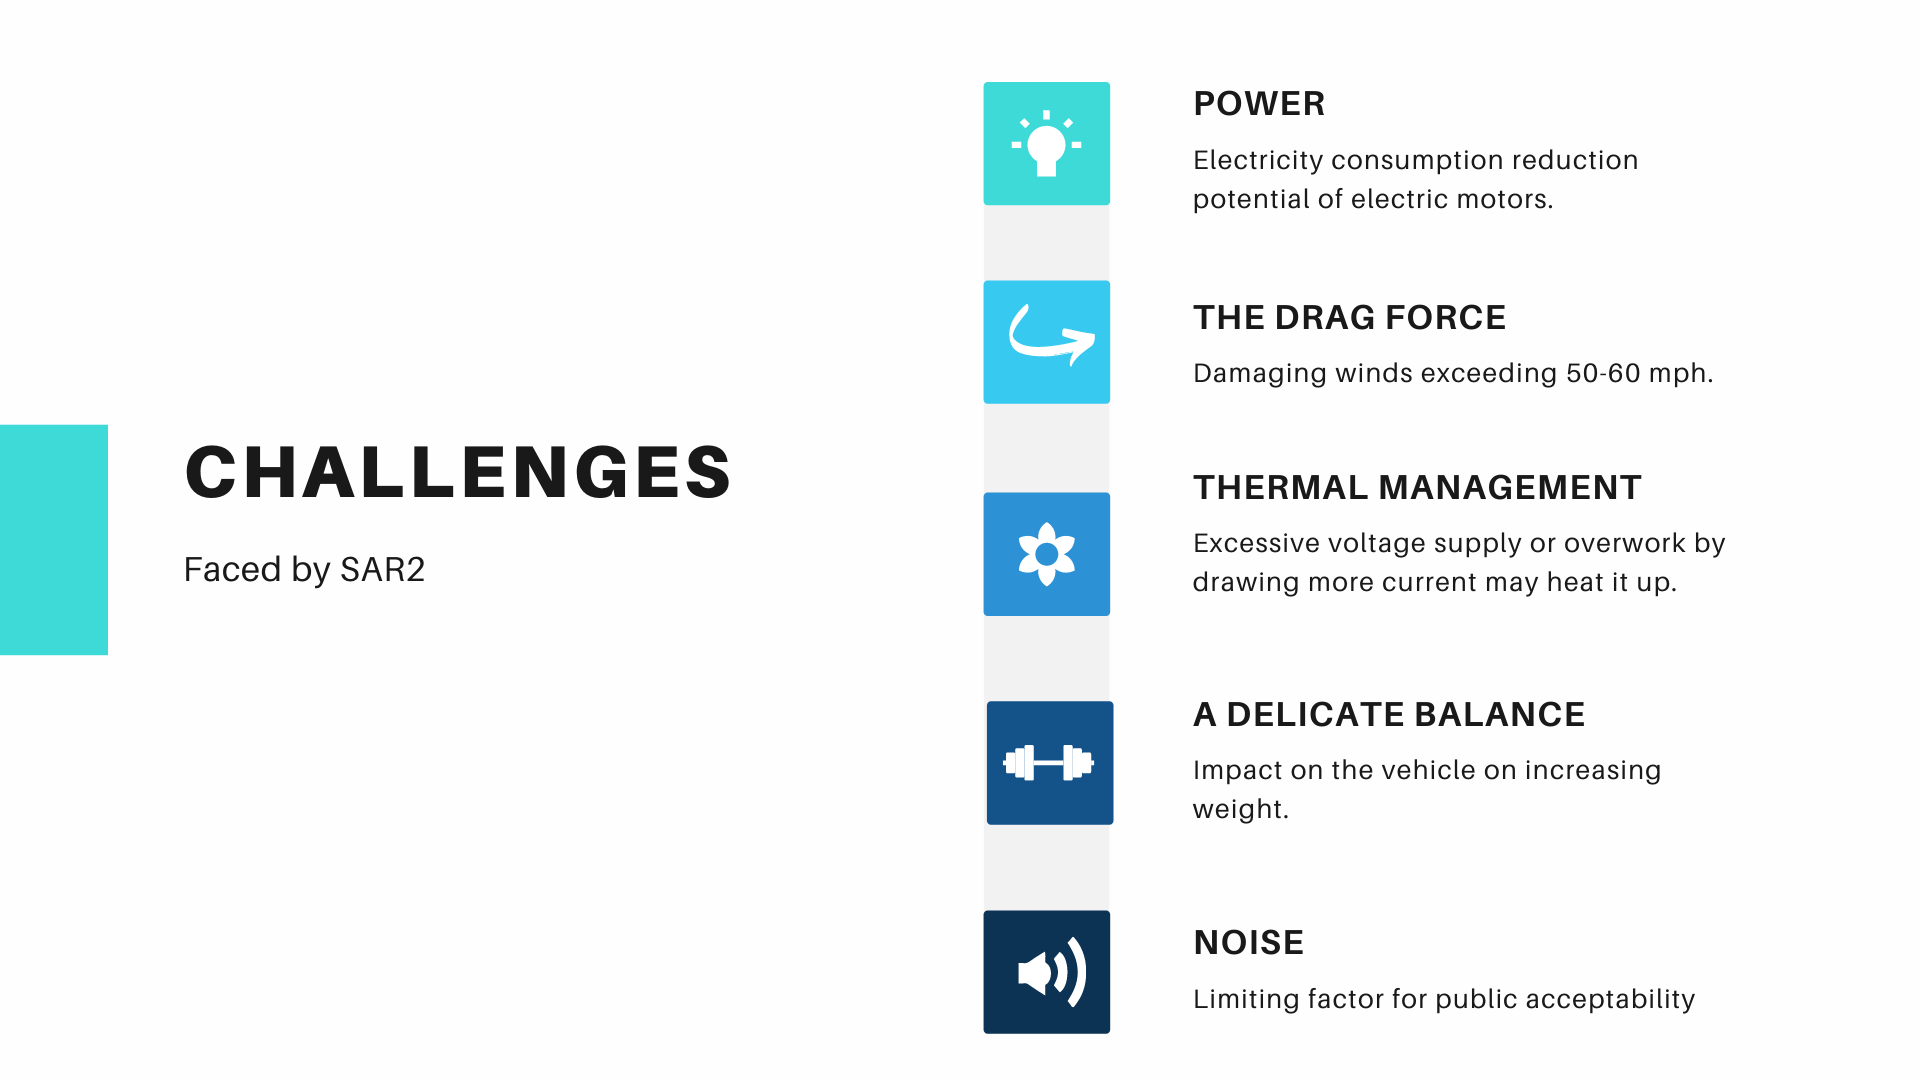 CHALLENGES
Faced by SAR2
POWER
Electricity consumption reduction
potential of electric motors.
THE DRAG FORCE
Damaging winds exceeding 50-60 mph.
THERMAL MANAGEMENT
Excessive voltage supply or overwork by
drawing more current may heat it up.
A DELICATE BALANCE
Impact on the vehicle on increasing
weight.
NOISE
Limiting factor for public acceptability